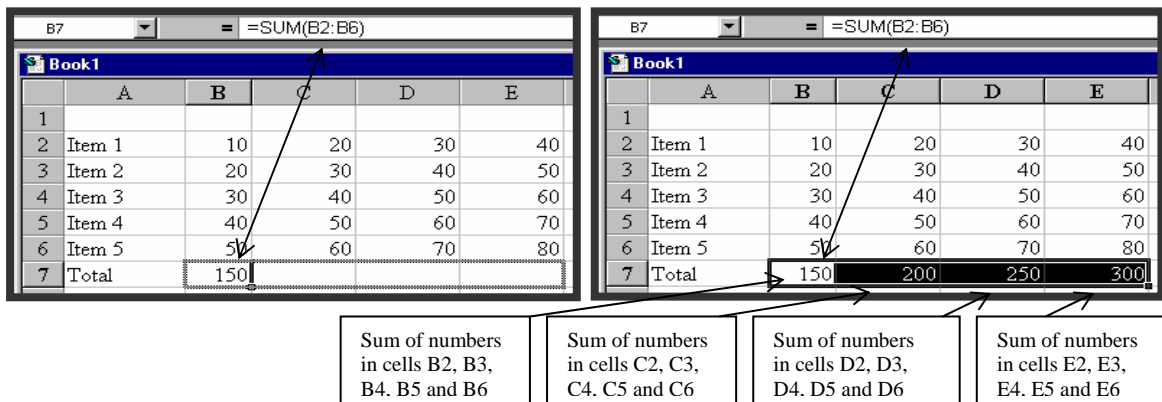 B7 = =SUM(B2:B6)
Book1
A B C D E
1
2 Item 1 10 20 30 40
3 Item 2 20 30 40 50
4 Item 3 30 40 50 60
5 Item 4 40 50 60 70
6 Item 5 50 60 70 80
7 Total 150
B7 = =SUM(B2:B6)
Book1
A B C D E
1
2 Item 1 10 20 30 40
3 Item 2 20 30 40 50
4 Item 3 30 40 50 60
5 Item 4 40 50 60 70
6 Item 5 50 60 70 80
7 Total 150 200 250 300
Sum of numbers
in cells B2, B3,
B4, B5 and B6
Sum of numbers
in cells C2, C3,
C4, C5 and C6
Sum of numbers
in cells D2, D3,
D4, D5 and D6
Sum of numbers
in cells E2, E3,
E4, E5 and E6